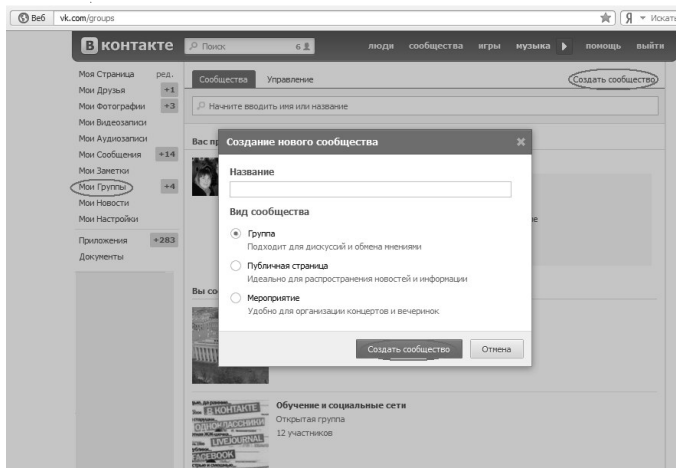 Веб vk.com/groups Я Искать
В контакте Поиск 6 люди сообщества игры музыка помощь выйти
Моя Страница ред.
Мои Друзья +1
Мои Фотографии +3
Мои Видеозаписи
Мои Аудиозаписи
Мои Сообщения +14
Мои Заметки
Мои Группы +4
Мои Новости
Мои Настройки
Приложения +283
Документы
Сообщества Управление Создать сообщество
Начните вводить имя или название
Вас пр
Создание нового сообщества
Название
Вид сообщества
Группа
Подходит для дискуссий и обмена мнениями
Публичная страница
Идеально для распространения новостей и информации
Мероприятие
Удобно для организации концертов и вечеринок
Создать сообщество Отмена
е
Вы со
Обучение и социальные сети
Открытая группа
12 участников
В КОНТАКТЕ
ОДНОКЛАССНИКИ
LIVEJOURNAL
FACEBOOK